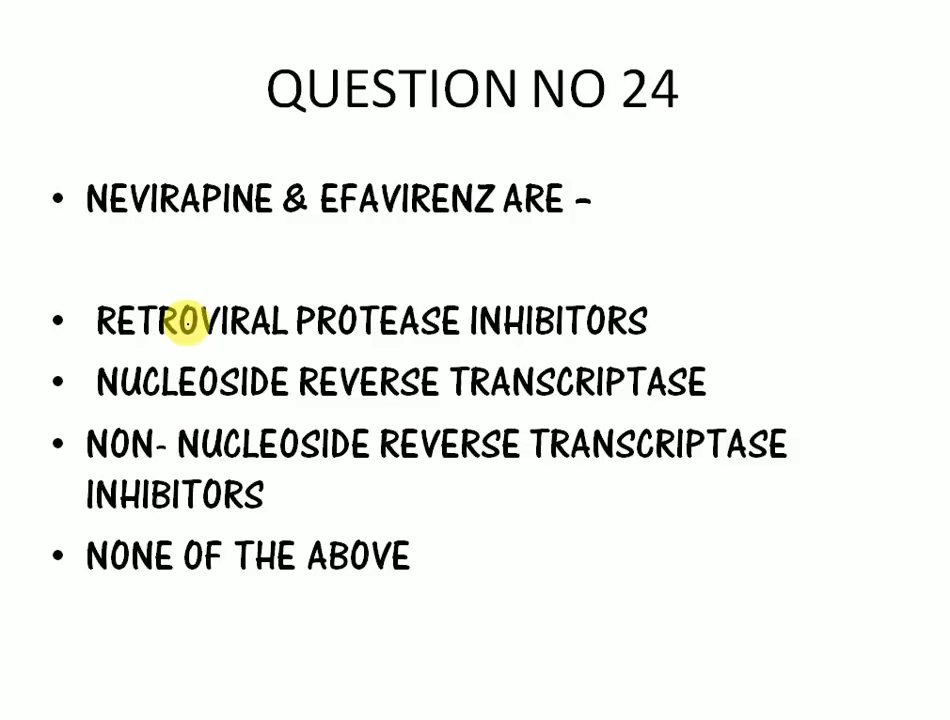 QUESTION NO 24
• NEVIRAPINE & EFAVIRENZ ARE –
• RETROVIRAL PROTEASE INHIBITORS
• NUCLEOSIDE REVERSE TRANSCRIPTASE
• NON- NUCLEOSIDE REVERSE TRANSCRIPTASE
INHIBITORS
• NONE OF THE ABOVE